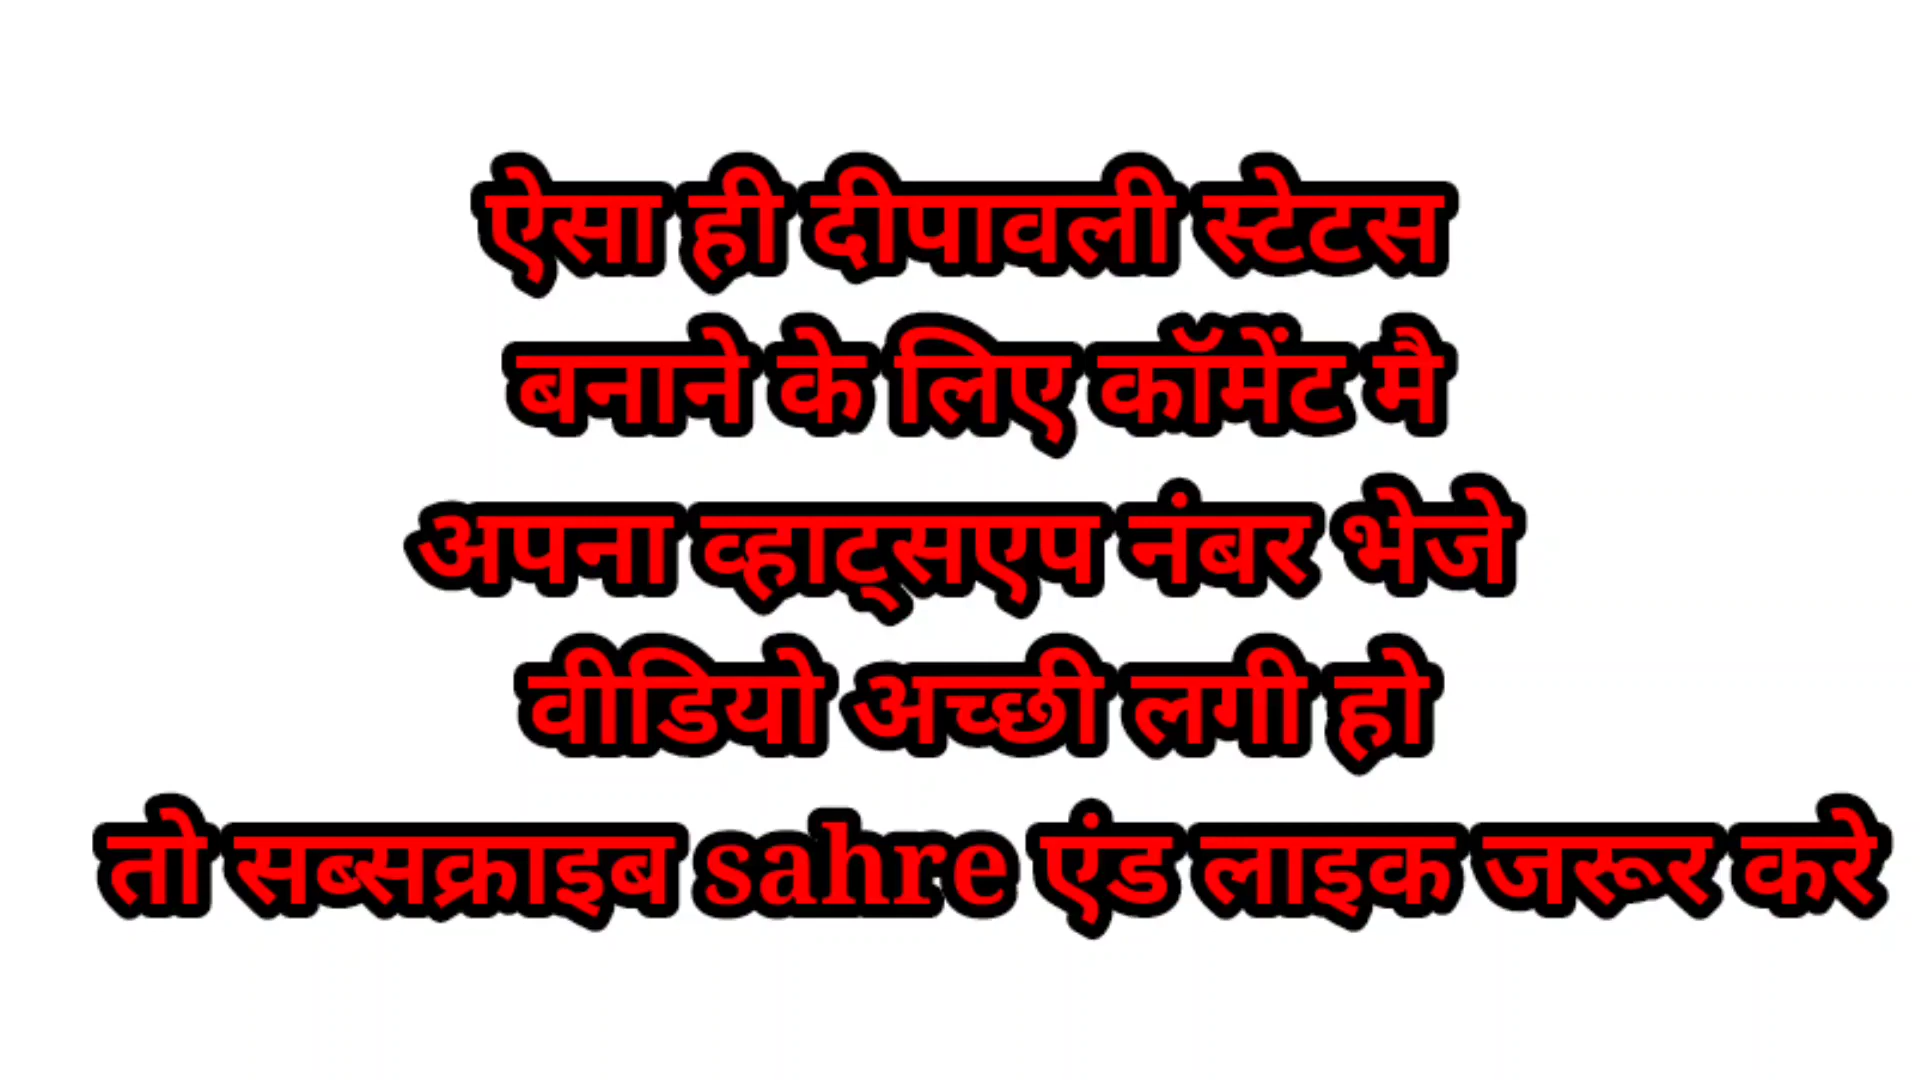 ऐसा ही दीपावली स्टेटस
बनाने के लिए कॉमेंट मै
अपना व्हाट्सएप नंबर भेजे
वीडियो अच्छी लगी हो
तो सब्सक्राइब sahre एंड लाइक जरूर करे